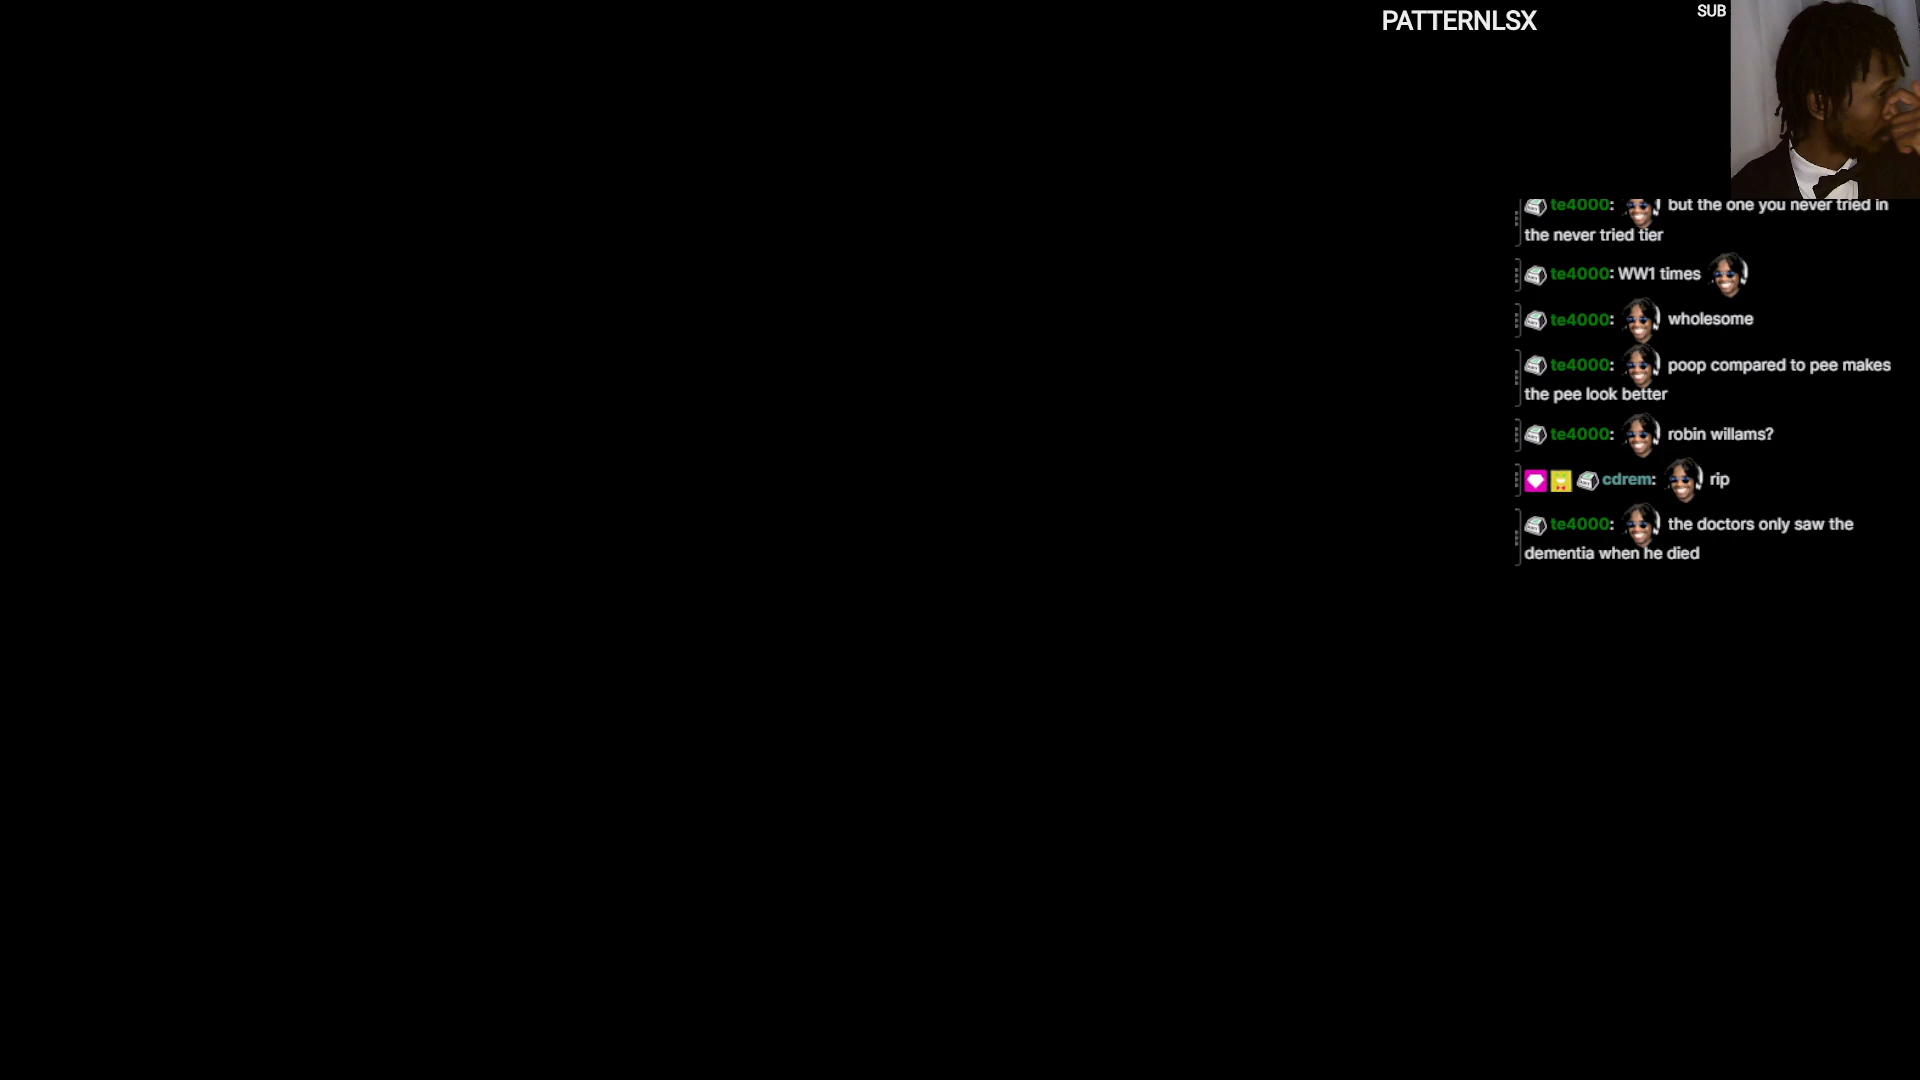 PATTERNLSX
SUB
te4000: but the one you never tried in
the never tried tier
te4000: WW1 times
te4000: wholesome
te4000: poop compared to pee makes
the pee look better
te4000: robin willams?
cdrem: rip
te4000: the doctors only saw the
dementia when he died